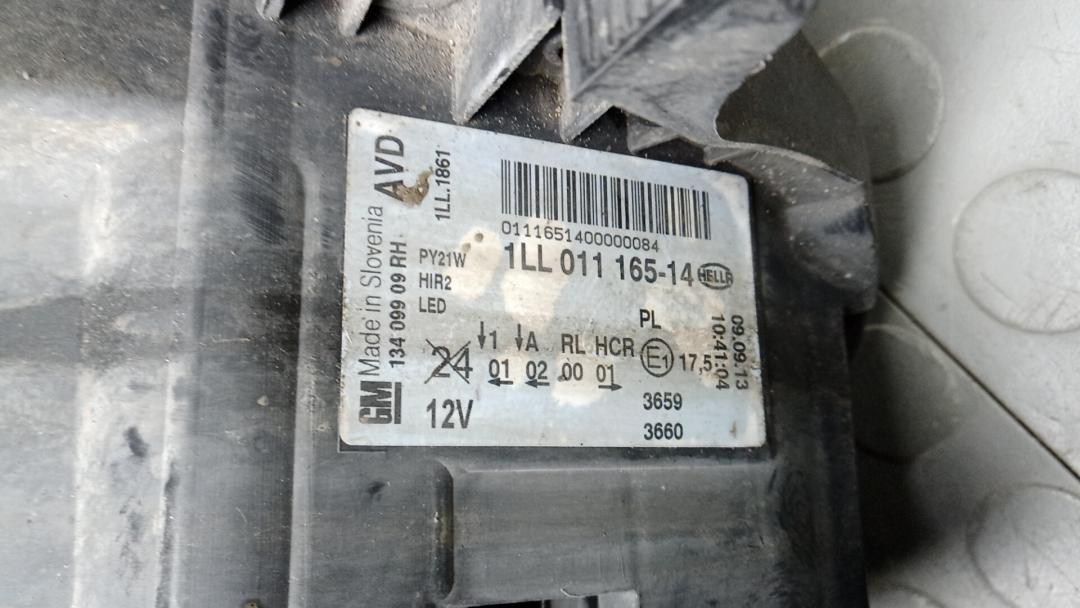 GM Made in Slovenia AVD
134 099 09 RH
1LL.1861
0111651400000084
PY21W
1LL 011 165-14 HELLA
HIR2
LED
PL
24 1 A RL HCR E1 17,5
01 02 00 01
12V
3659
3660
09.09.13
10:41:04